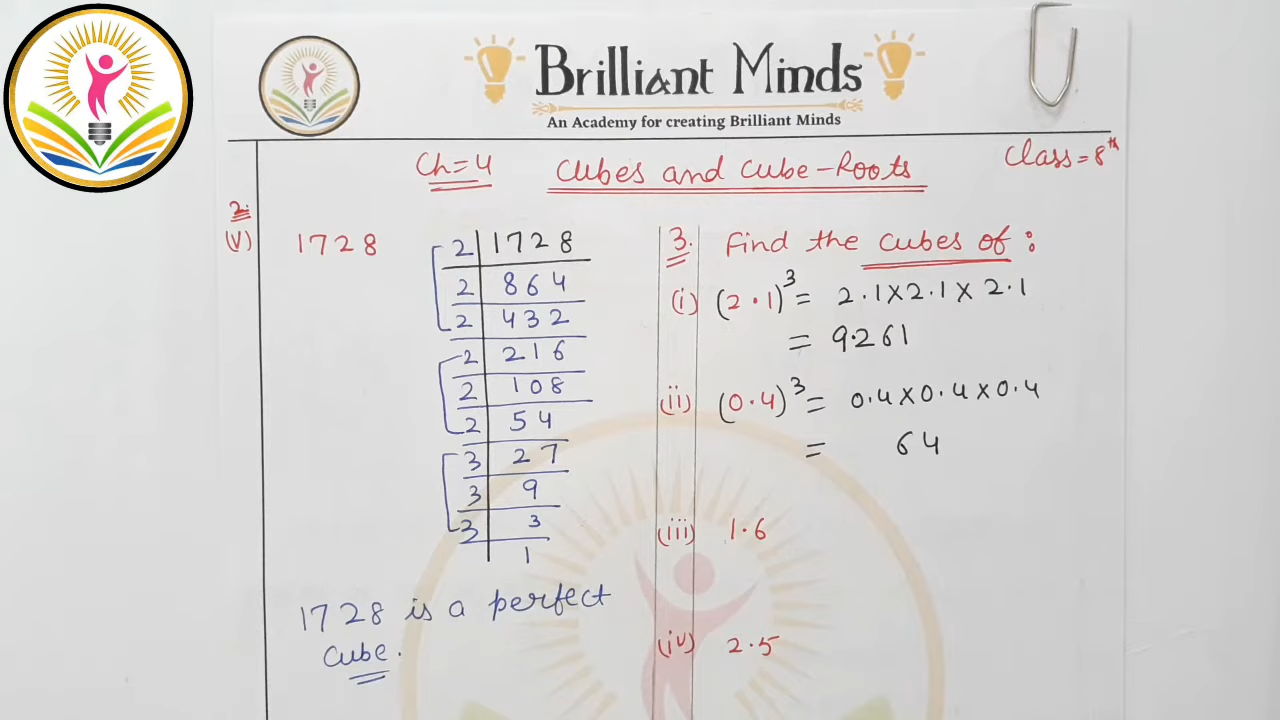 Brilliant Minds
An Academy for creating Brilliant Minds
Ch=4 Cubes and Cube-Roots Class=8th
2.
(V) 1728
2 | 1728
2 | 864
2 | 432
2 | 216
2 | 108
2 | 54
3 | 27
3 | 9
3 | 3
1
1728 is a perfect
Cube.
3. Find the cubes of:
(i) (2.1)³ = 2.1×2.1×2.1
= 9.261
(ii) (0.4)³ = 0.4×0.4×0.4
= 64
(iii) 1.6
(iv) 2.5